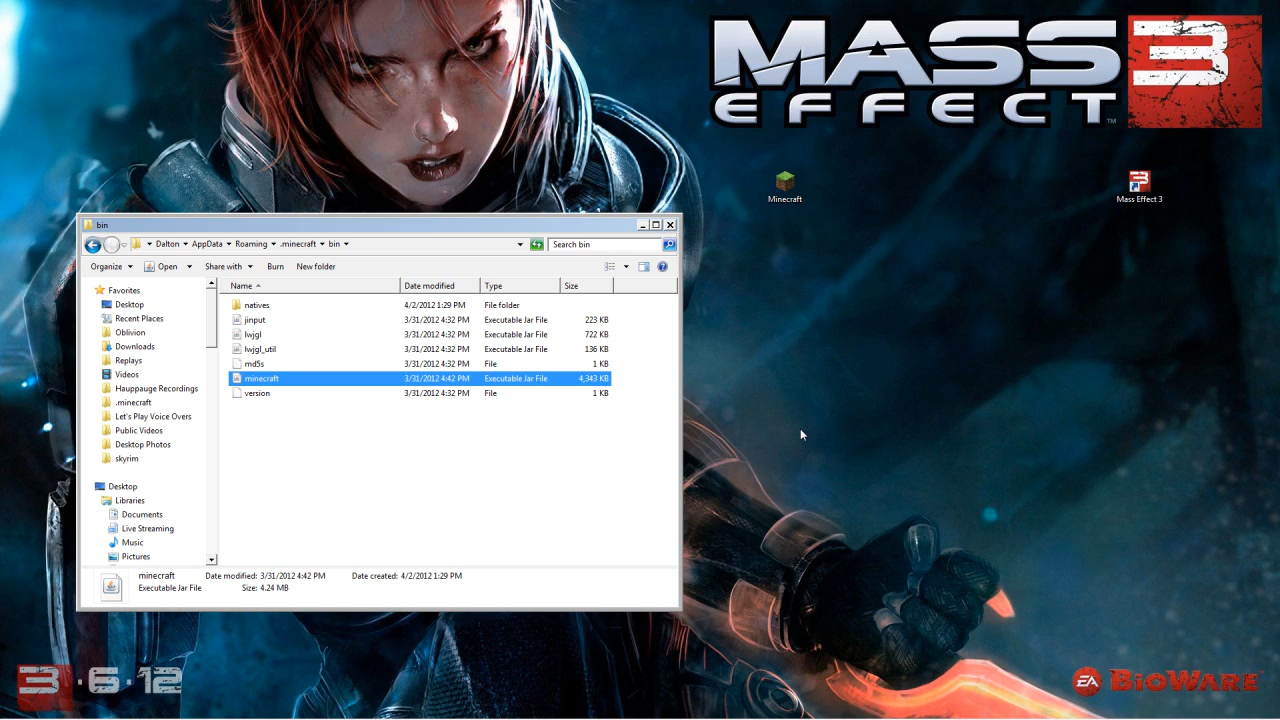 MASS
EFFECT™ 3
Minecraft
Mass Effect 3
bin
Dalton AppData Roaming .minecraft bin
Search bin
Organize Open Share with Burn New folder
Name Date modified Type Size
natives 4/2/2012 1:29 PM File folder
jinput 3/31/2012 4:32 PM Executable Jar File 223 KB
lwjgl 3/31/2012 4:32 PM Executable Jar File 722 KB
lwjgl_util 3/31/2012 4:32 PM Executable Jar File 136 KB
md5s 3/31/2012 4:32 PM File 1 KB
minecraft 3/31/2012 4:42 PM Executable Jar File 4,343 KB
version 3/31/2012 4:32 PM File 1 KB
Favorites
Desktop
Recent Places
Oblivion
Downloads
Replays
Videos
Hauppauge Recordings
.minecraft
Let's Play Voice Overs
Public Videos
Desktop Photos
skyrim
Desktop
Libraries
Documents
Live Streaming
Music
Pictures
minecraft Date modified: 3/31/2012 4:42 PM Date created: 4/2/2012 1:29 PM
Executable Jar File Size: 4.24 MB
3·6·12
EA BIOWARE